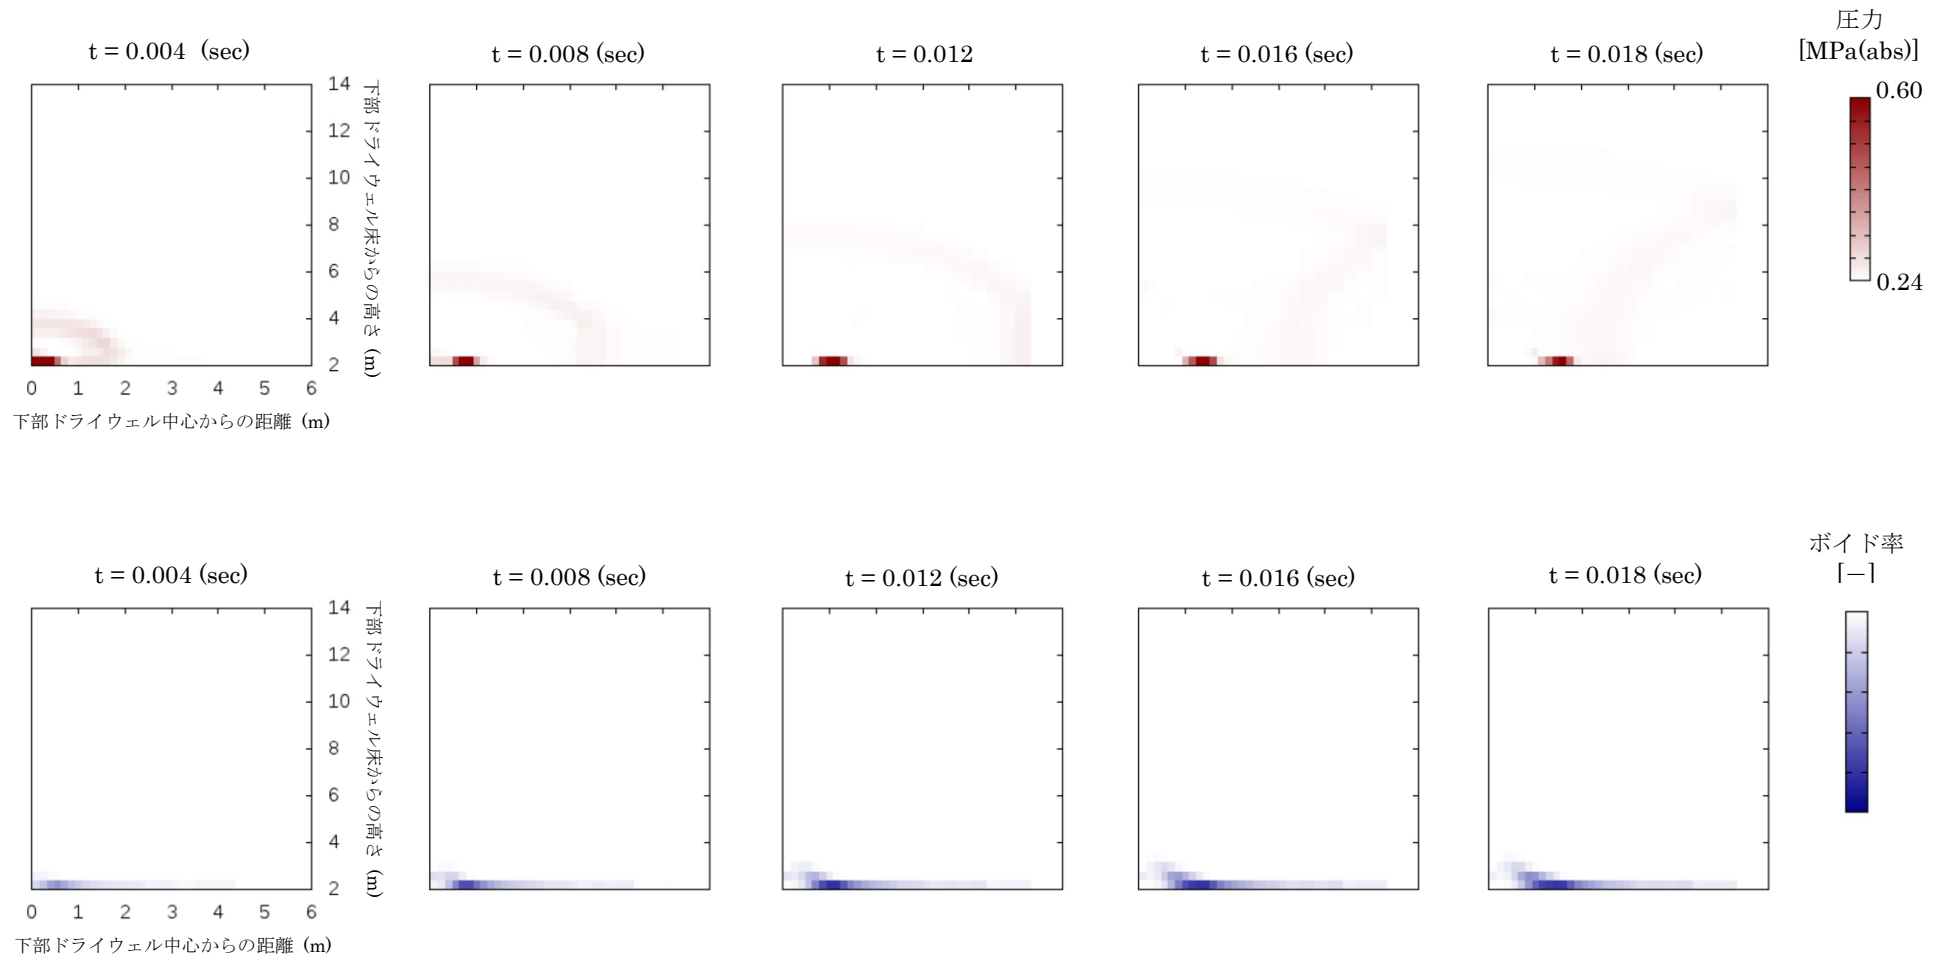 t = 0.004 (sec)
t = 0.008 (sec)
t = 0.012
t = 0.016 (sec)
t = 0.018 (sec)
圧力
[MPa(abs)]
0.60
0.24
14
12
10
8
6
4
2
下部ドライウェル床からの高さ (m)
0 1 2 3 4 5 6
下部ドライウェル中心からの距離 (m)
t = 0.004 (sec)
t = 0.008 (sec)
t = 0.012 (sec)
t = 0.016 (sec)
t = 0.018 (sec)
ボイド率
[−]
14
12
10
8
6
4
2
下部ドライウェル床からの高さ (m)
0 1 2 3 4 5 6
下部ドライウェル中心からの距離 (m)